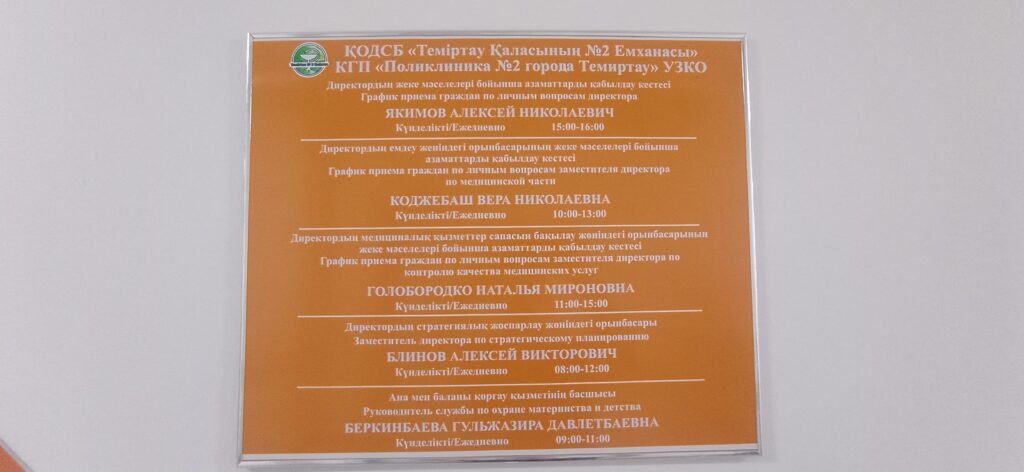 ҚОДСБ «Теміртау Қаласының №2 Емханасы»
КГП «Поликлиника №2 города Темиртау» УЗКО
Директордың жеке мәселелері бойынша азаматтарды қабылдау кестесі
График приема граждан по личным вопросам директора
ЯКИМОВ АЛЕКСЕЙ НИКОЛАЕВИЧ
Күнделікті/Ежедневно 15:00-16:00
Директордың емдеу жөніндегі орынбасарының жеке мәселелері бойынша
азаматтарды қабылдау кестесі
График приема граждан по личным вопросам заместителя директора
по медицинской части
КОДЖЕБАШ ВЕРА НИКОЛАЕВНА
Күнделікті/Ежедневно 10:00-13:00
Директордың медициналық қызметтер сапасын бақылау жөніндегі орынбасарының
жеке мәселелері бойынша азаматтарды қабылдау кестесі
График приема граждан по личным вопросам заместителя директора по
контролю качества медицинских услуг
ГОЛОБОРОДКО НАТАЛЬЯ МИРОНОВНА
Күнделікті/Ежедневно 11:00-15:00
Директордың стратегиялық жоспарлау жөніндегі орынбасары
Заместитель директора по стратегическому планированию
БЛИНОВ АЛЕКСЕЙ ВИКТОРОВИЧ
Күнделікті/Ежедневно 08:00-12:00
Ана мен баланы қорғау қызметінің басшысы
Руководитель службы по охране материнства и детства
БЕРКИНБАЕВА ГУЛЬЖАЗИРА ДАВЛЕТБАЕВНА
Күнделікті/Ежедневно 09:00-11:00